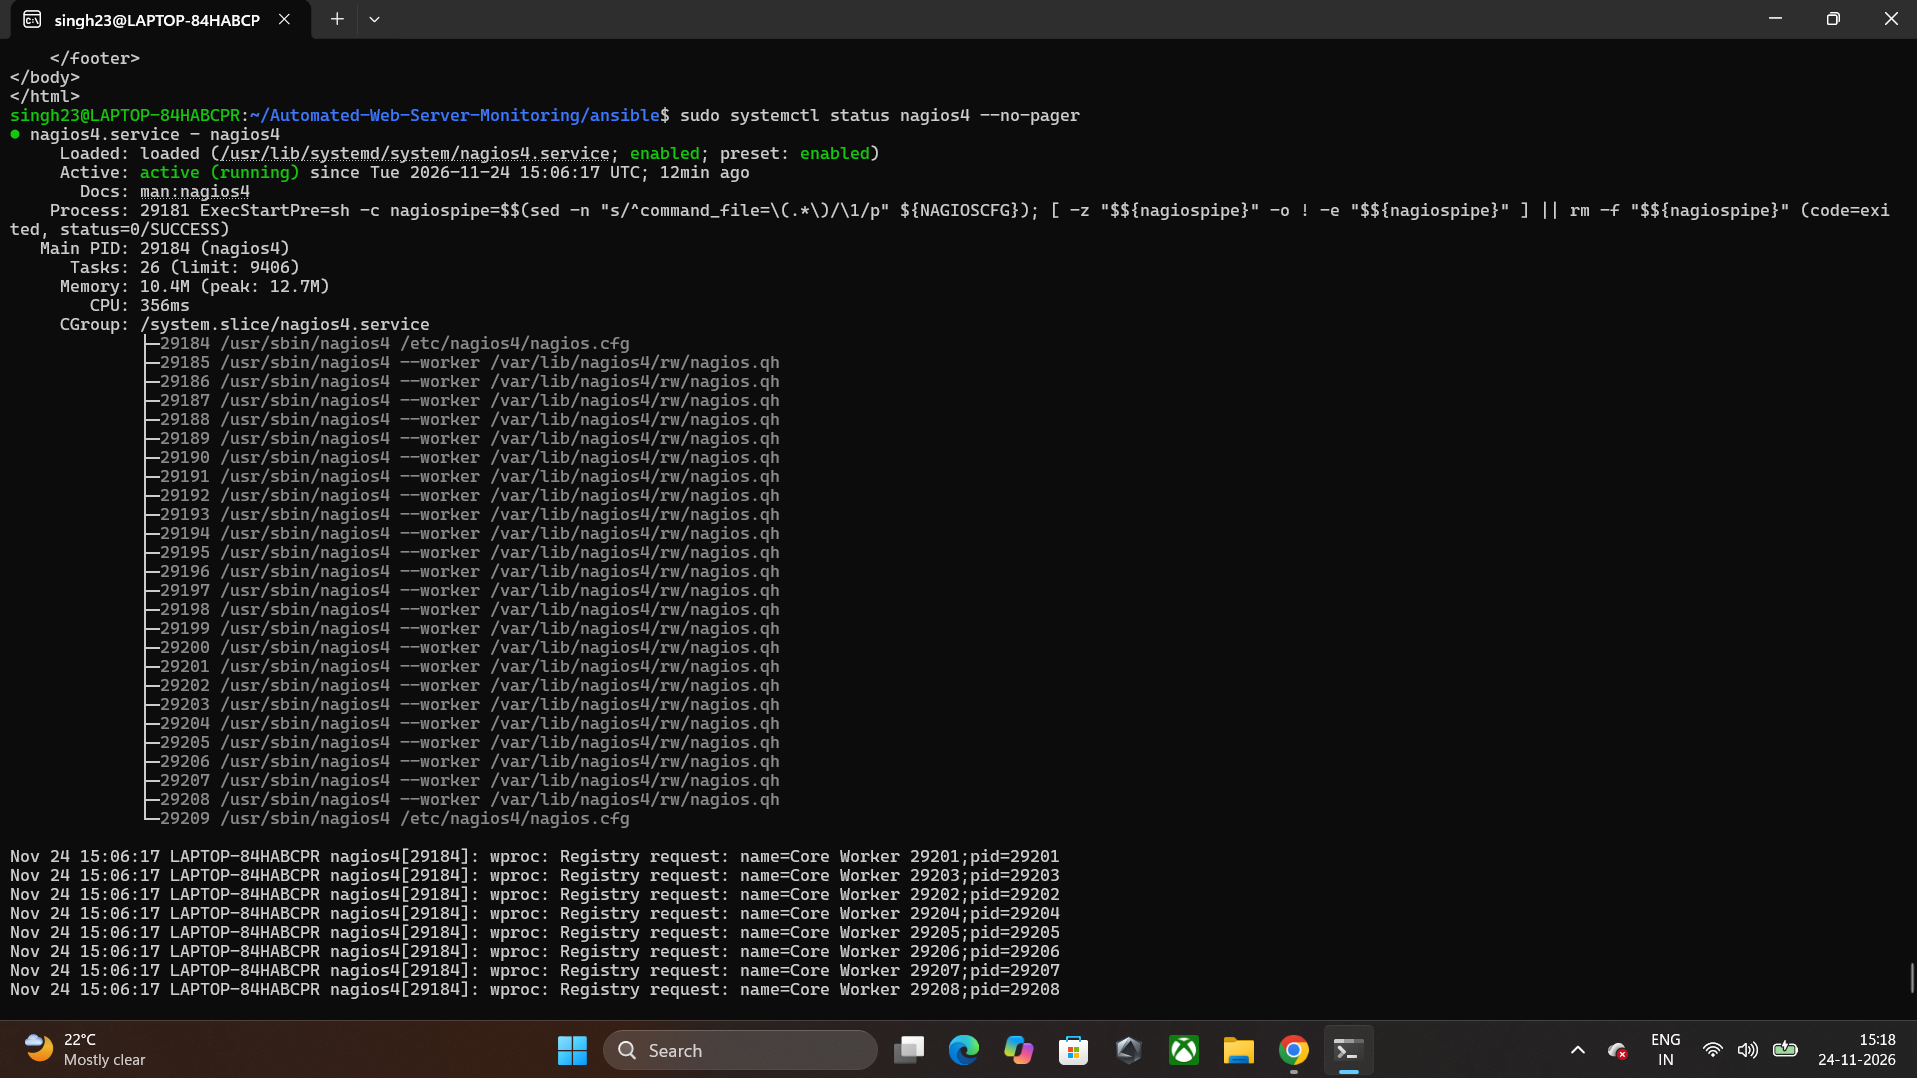 singh23@LAPTOP-84HABCP
    </footer>
</body>
</html>
singh23@LAPTOP-84HABCPR:~/Automated-Web-Server-Monitoring/ansible$ sudo systemctl status nagios4 --no-pager
● nagios4.service - nagios4
     Loaded: loaded (/usr/lib/systemd/system/nagios4.service; enabled; preset: enabled)
     Active: active (running) since Tue 2026-11-24 15:06:17 UTC; 12min ago
       Docs: man:nagios4
    Process: 29181 ExecStartPre=sh -c nagiospipe=$$(sed -n "s/^command_file=\(.*\)/\1/p" ${NAGIOSCFG}); [ -z "$${nagiospipe}" -o ! -e "$${nagiospipe}" ] || rm -f "$${nagiospipe}" (code=exi
ted, status=0/SUCCESS)
   Main PID: 29184 (nagios4)
      Tasks: 26 (limit: 9406)
     Memory: 10.4M (peak: 12.7M)
        CPU: 356ms
     CGroup: /system.slice/nagios4.service
             ├─29184 /usr/sbin/nagios4 /etc/nagios4/nagios.cfg
             ├─29185 /usr/sbin/nagios4 --worker /var/lib/nagios4/rw/nagios.qh
             ├─29186 /usr/sbin/nagios4 --worker /var/lib/nagios4/rw/nagios.qh
             ├─29187 /usr/sbin/nagios4 --worker /var/lib/nagios4/rw/nagios.qh
             ├─29188 /usr/sbin/nagios4 --worker /var/lib/nagios4/rw/nagios.qh
             ├─29189 /usr/sbin/nagios4 --worker /var/lib/nagios4/rw/nagios.qh
             ├─29190 /usr/sbin/nagios4 --worker /var/lib/nagios4/rw/nagios.qh
             ├─29191 /usr/sbin/nagios4 --worker /var/lib/nagios4/rw/nagios.qh
             ├─29192 /usr/sbin/nagios4 --worker /var/lib/nagios4/rw/nagios.qh
             ├─29193 /usr/sbin/nagios4 --worker /var/lib/nagios4/rw/nagios.qh
             ├─29194 /usr/sbin/nagios4 --worker /var/lib/nagios4/rw/nagios.qh
             ├─29195 /usr/sbin/nagios4 --worker /var/lib/nagios4/rw/nagios.qh
             ├─29196 /usr/sbin/nagios4 --worker /var/lib/nagios4/rw/nagios.qh
             ├─29197 /usr/sbin/nagios4 --worker /var/lib/nagios4/rw/nagios.qh
             ├─29198 /usr/sbin/nagios4 --worker /var/lib/nagios4/rw/nagios.qh
             ├─29199 /usr/sbin/nagios4 --worker /var/lib/nagios4/rw/nagios.qh
             ├─29200 /usr/sbin/nagios4 --worker /var/lib/nagios4/rw/nagios.qh
             ├─29201 /usr/sbin/nagios4 --worker /var/lib/nagios4/rw/nagios.qh
             ├─29202 /usr/sbin/nagios4 --worker /var/lib/nagios4/rw/nagios.qh
             ├─29203 /usr/sbin/nagios4 --worker /var/lib/nagios4/rw/nagios.qh
             ├─29204 /usr/sbin/nagios4 --worker /var/lib/nagios4/rw/nagios.qh
             ├─29205 /usr/sbin/nagios4 --worker /var/lib/nagios4/rw/nagios.qh
             ├─29206 /usr/sbin/nagios4 --worker /var/lib/nagios4/rw/nagios.qh
             ├─29207 /usr/sbin/nagios4 --worker /var/lib/nagios4/rw/nagios.qh
             ├─29208 /usr/sbin/nagios4 --worker /var/lib/nagios4/rw/nagios.qh
             └─29209 /usr/sbin/nagios4 /etc/nagios4/nagios.cfg
Nov 24 15:06:17 LAPTOP-84HABCPR nagios4[29184]: wproc: Registry request: name=Core Worker 29201;pid=29201
Nov 24 15:06:17 LAPTOP-84HABCPR nagios4[29184]: wproc: Registry request: name=Core Worker 29203;pid=29203
Nov 24 15:06:17 LAPTOP-84HABCPR nagios4[29184]: wproc: Registry request: name=Core Worker 29202;pid=29202
Nov 24 15:06:17 LAPTOP-84HABCPR nagios4[29184]: wproc: Registry request: name=Core Worker 29204;pid=29204
Nov 24 15:06:17 LAPTOP-84HABCPR nagios4[29184]: wproc: Registry request: name=Core Worker 29205;pid=29205
Nov 24 15:06:17 LAPTOP-84HABCPR nagios4[29184]: wproc: Registry request: name=Core Worker 29206;pid=29206
Nov 24 15:06:17 LAPTOP-84HABCPR nagios4[29184]: wproc: Registry request: name=Core Worker 29207;pid=29207
Nov 24 15:06:17 LAPTOP-84HABCPR nagios4[29184]: wproc: Registry request: name=Core Worker 29208;pid=29208
22°C
Mostly clear
Search
ENG
IN
15:18
24-11-2026